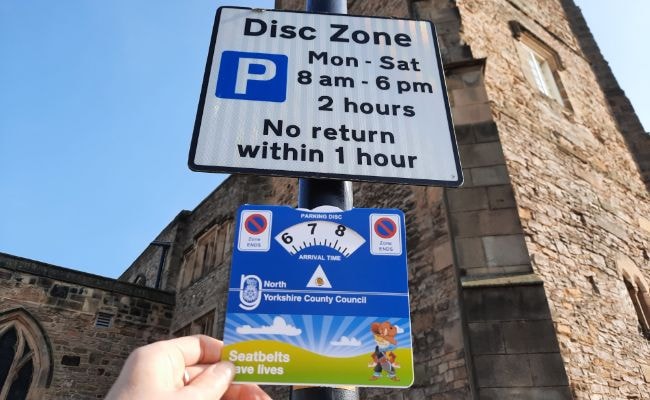 Disc Zone
P
Mon - Sat
8 am - 6 pm
2 hours
No return
within 1 hour
PARKING DISC
Zone
ENDS
6 7 8
Zone
ENDS
ARRIVAL TIME
North
Yorkshire County Council
Seatbelts
ave lives